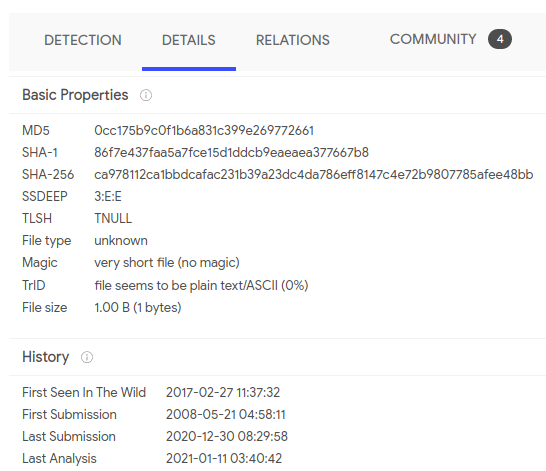 DETECTION DETAILS RELATIONS COMMUNITY 4
Basic Properties
MD5 0cc175b9c0f1b6a831c399e269772661
SHA-1 86f7e437faa5a7fce15d1ddcb9eaeaea377667b8
SHA-256 ca978112ca1bbdcafac231b39a23dc4da786eff8147c4e72b9807785afee48bb
SSDEEP 3:E:E
TLSH TNULL
File type unknown
Magic very short file (no magic)
TrID file seems to be plain text/ASCII (0%)
File size 1.00 B (1 bytes)
History
First Seen In The Wild 2017-02-27 11:37:32
First Submission 2008-05-21 04:58:11
Last Submission 2020-12-30 08:29:58
Last Analysis 2021-01-11 03:40:42